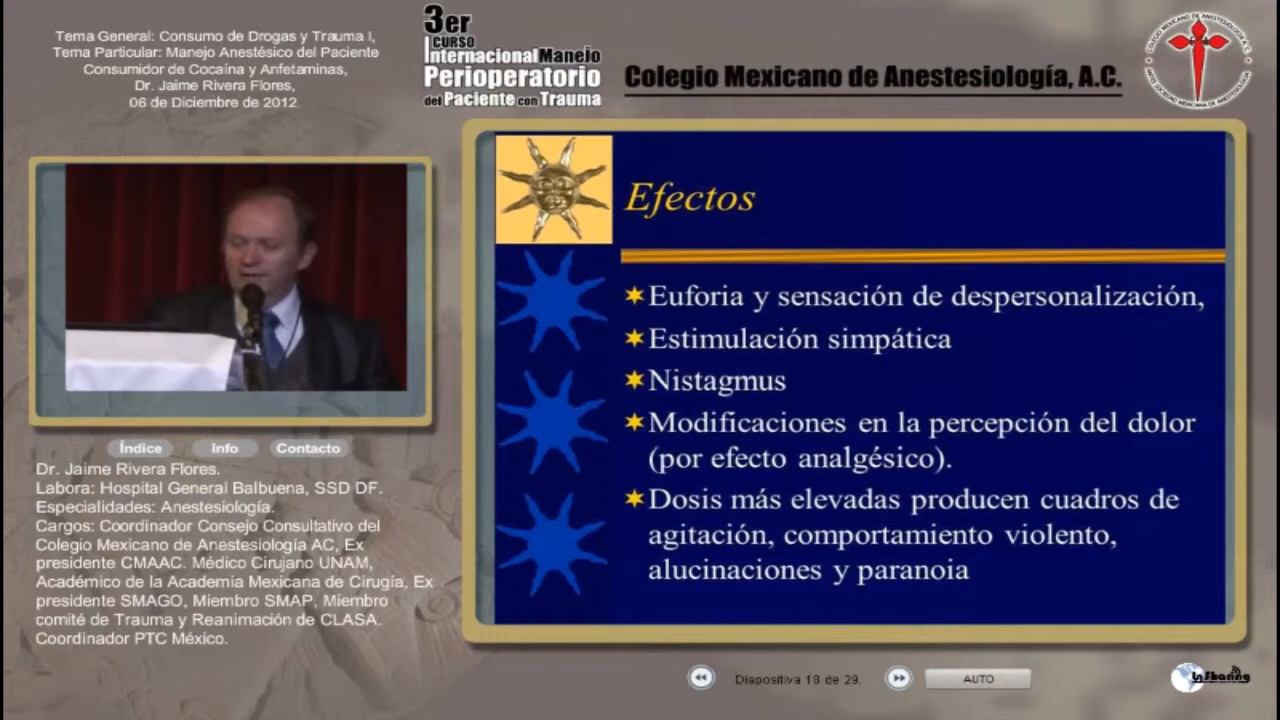 Tema General: Consumo de Drogas y Trauma I,
Tema Particular: Manejo Anestésico del Paciente
Consumidor de Cocaína y Anfetaminas,
Dr. Jaime Rivera Flores,
06 de Diciembre de 2012.
3er
CURSO
Internacional Manejo
Perioperatorio
del Paciente con Trauma
Colegio Mexicano de Anestesiología, A.C.
Efectos
Euforia y sensación de despersonalización,
Estimulación simpática
Nistagmus
Modificaciones en la percepción del dolor
(por efecto analgésico).
Dosis más elevadas producen cuadros de
agitación, comportamiento violento,
alucinaciones y paranoia
Índice Info Contacto
Dr. Jaime Rivera Flores.
Labora: Hospital General Balbuena, SSD DF.
Especialidades: Anestesiología.
Cargos: Coordinador Consejo Consultativo del
Colegio Mexicano de Anestesiología AC, Ex
presidente CMAAC. Médico Cirujano UNAM,
Académico de la Academia Mexicana de Cirugía, Ex
presidente SMAGO, Miembro SMAP, Miembro
comité de Trauma y Reanimación de CLASA.
Coordinador PTC México.
Diapositiva 18 de 29.
AUTO
InSharing